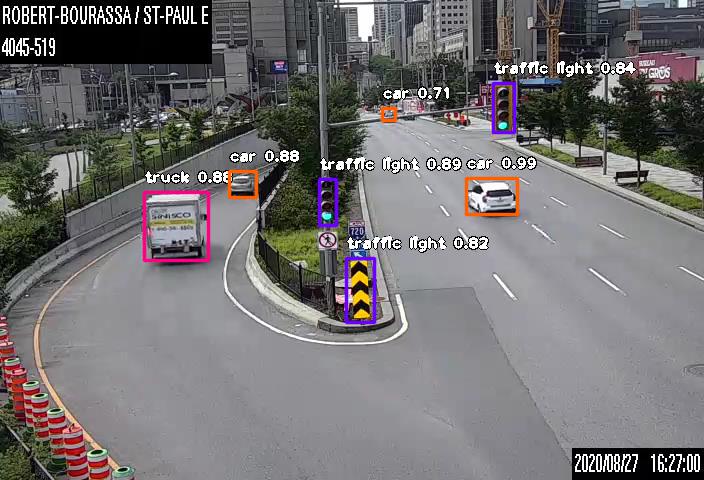 ROBERT-BOURASSA / ST-PAUL E
4045-519
traffic light 0.84
car 0.71
car 0.88
traffic light 0.89
car 0.99
truck 0.88
traffic light 0.82
720
GROS
2020/08/27 16:27:00